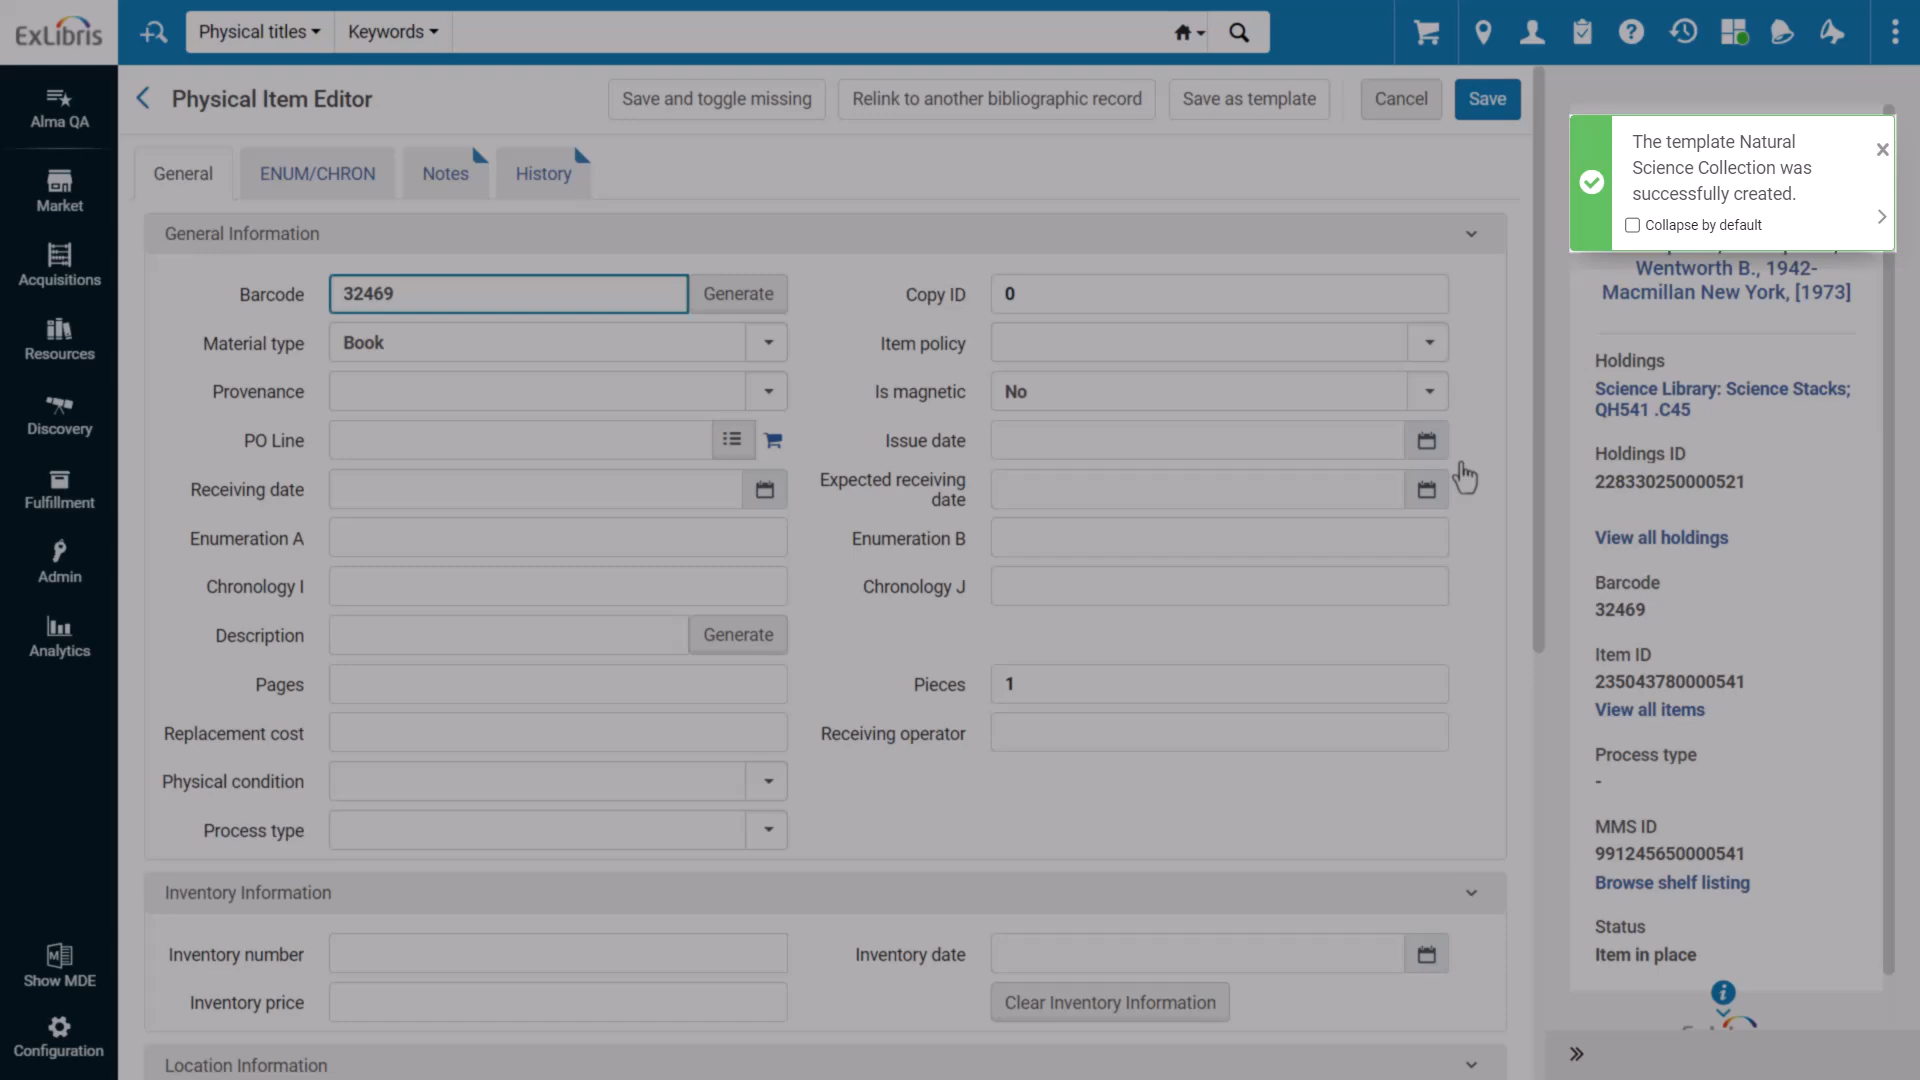 ExLibris
Physical titles
Keywords
Alma QA
Market
Acquisitions
Resources
Discovery
Fulfillment
Admin
Analytics
Show MDE
Configuration
Physical Item Editor
Save and toggle missing
Relink to another bibliographic record
Save as template
Cancel
Save
General
ENUM/CHRON
Notes
History
General Information
Barcode
32469
Generate
Copy ID
0
Material type
Book
Item policy
Provenance
Is magnetic
No
PO Line
Issue date
Receiving date
Expected receiving
date
Enumeration A
Enumeration B
Chronology I
Chronology J
Description
Generate
Pages
Pieces
1
Replacement cost
Receiving operator
Physical condition
Process type
Inventory Information
Inventory number
Inventory date
Inventory price
Clear Inventory Information
Location Information
The template Natural
Science Collection was
successfully created.
Collapse by default
Wentworth B., 1942-
Macmillan New York, [1973]
Holdings
Science Library: Science Stacks;
QH541 .C45
Holdings ID
228330250000521
View all holdings
Barcode
32469
Item ID
235043780000541
View all items
Process type
-
MMS ID
991245650000541
Browse shelf listing
Status
Item in place